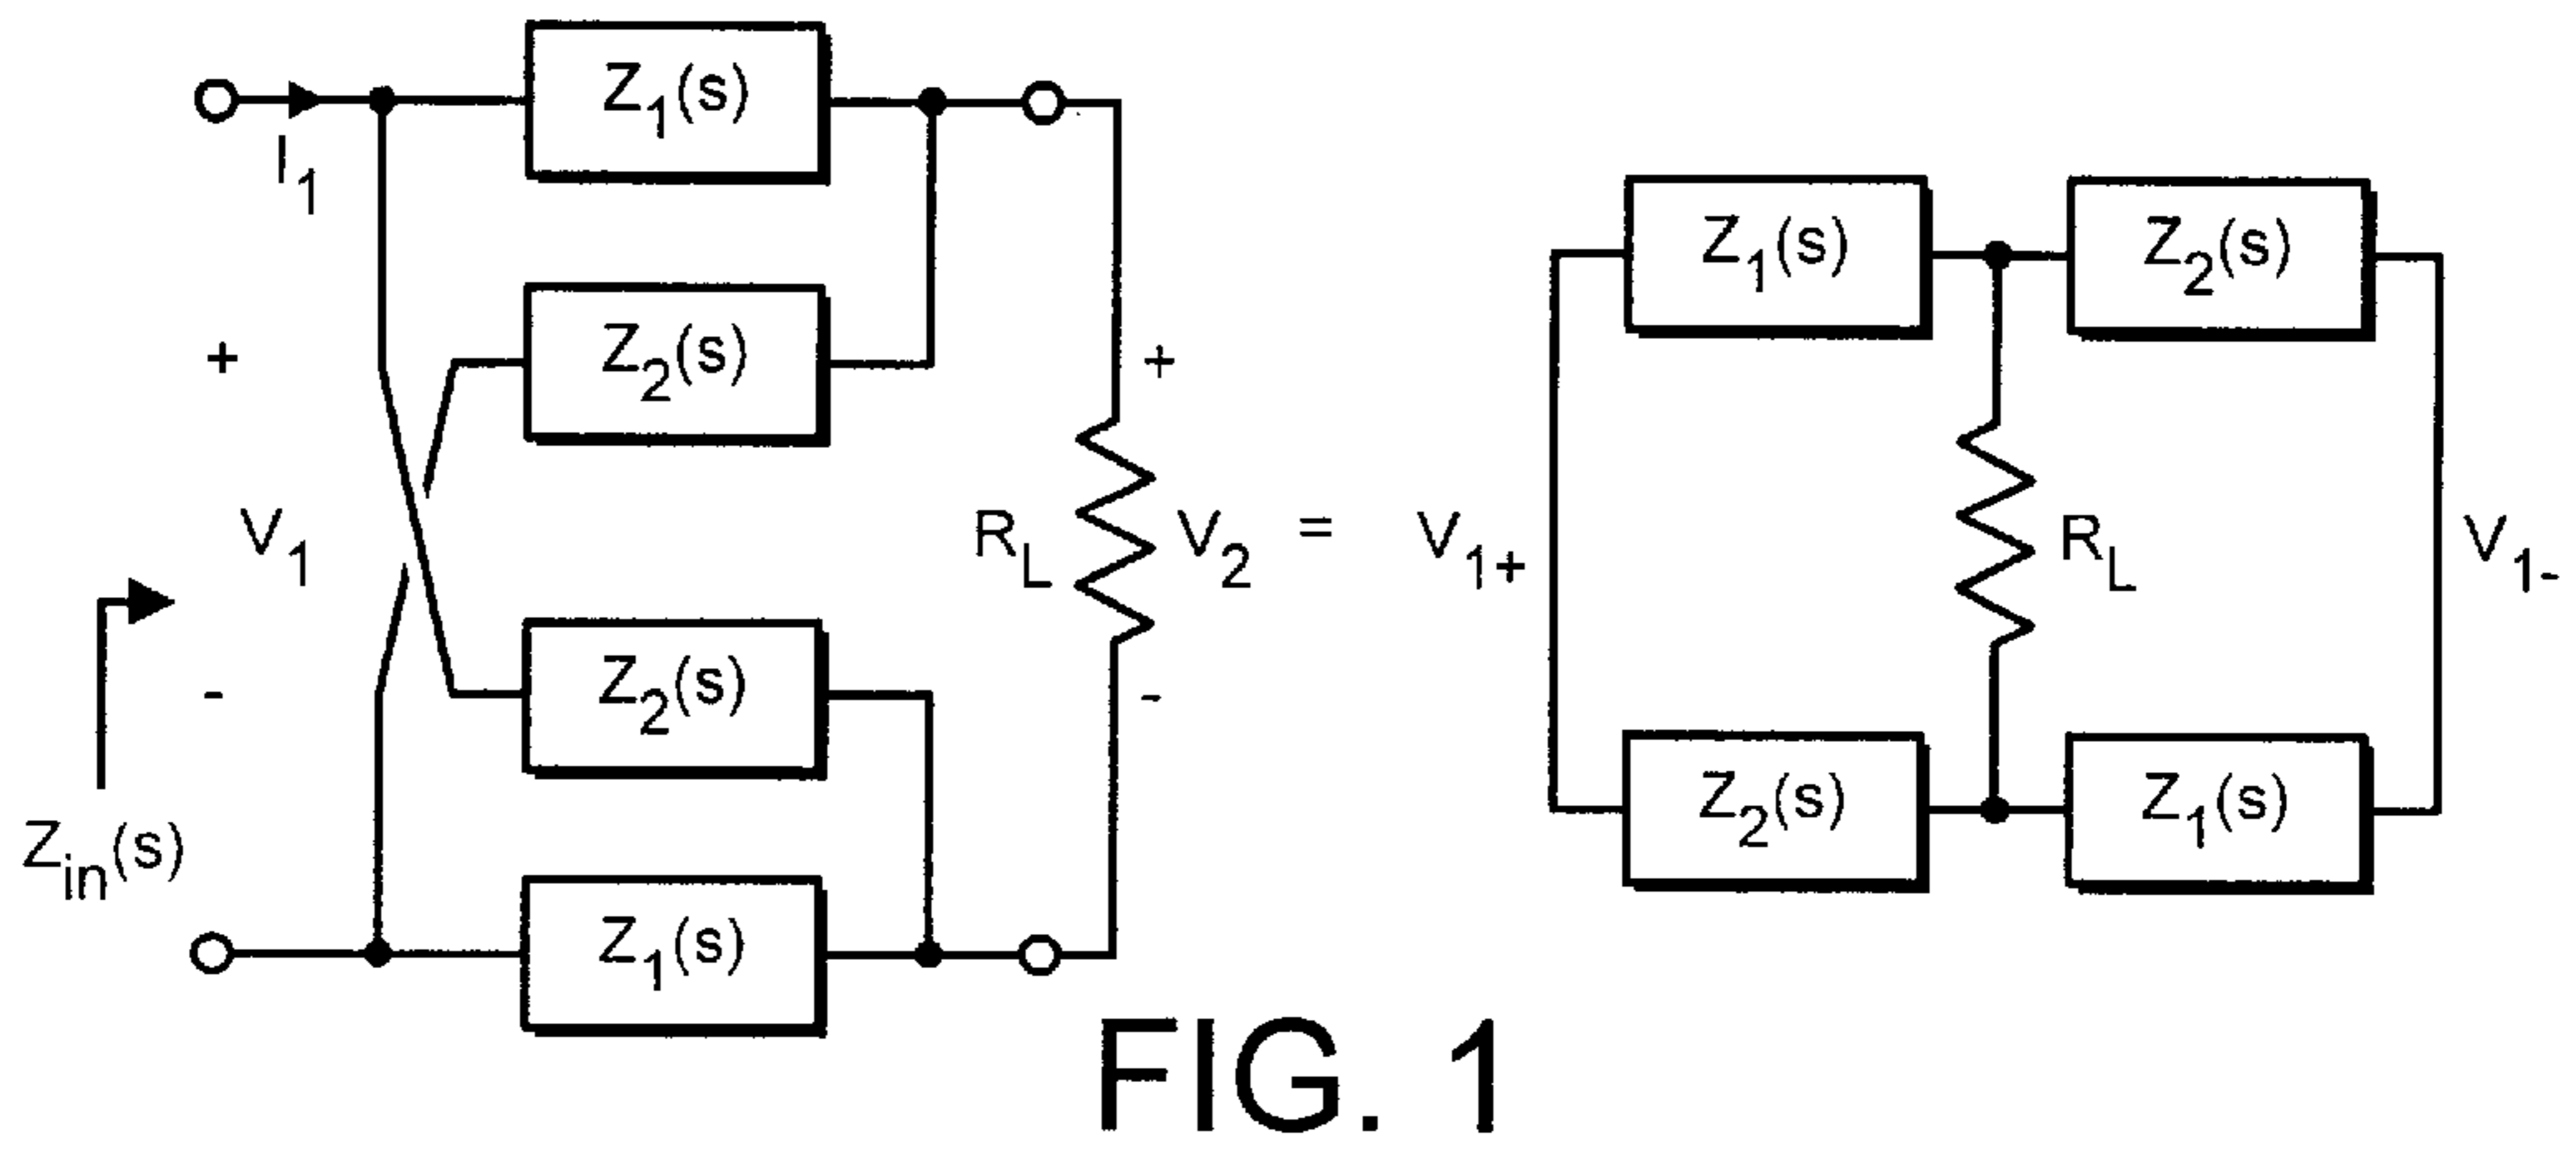 Z1(s)
I1
Z2(s)
+
V1
-
Zin(s)
Z2(s)
Z1(s)
+
RL V2
-
=
Z1(s) Z2(s)
V1+ RL V1-
Z2(s) Z1(s)
FIG. 1